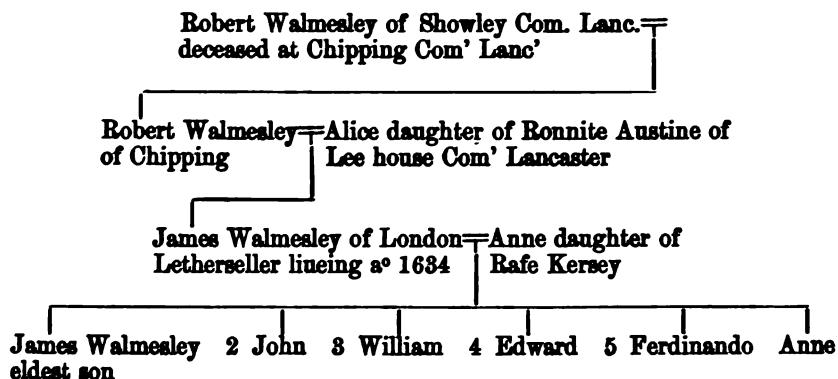 Robert Walmesley of Showley Com. Lanc.
deceased at Chipping Com' Lanc'
Robert Walmesley=Alice daughter of Ronnite Austine of
of Chipping Lee house Com' Lancaster
James Walmesley of London=Anne daughter of
Letherseller liueing aº 1634 Rafe Kersey
James Walmesley 2 John 3 William 4 Edward 5 Ferdinando Anne
eldest son